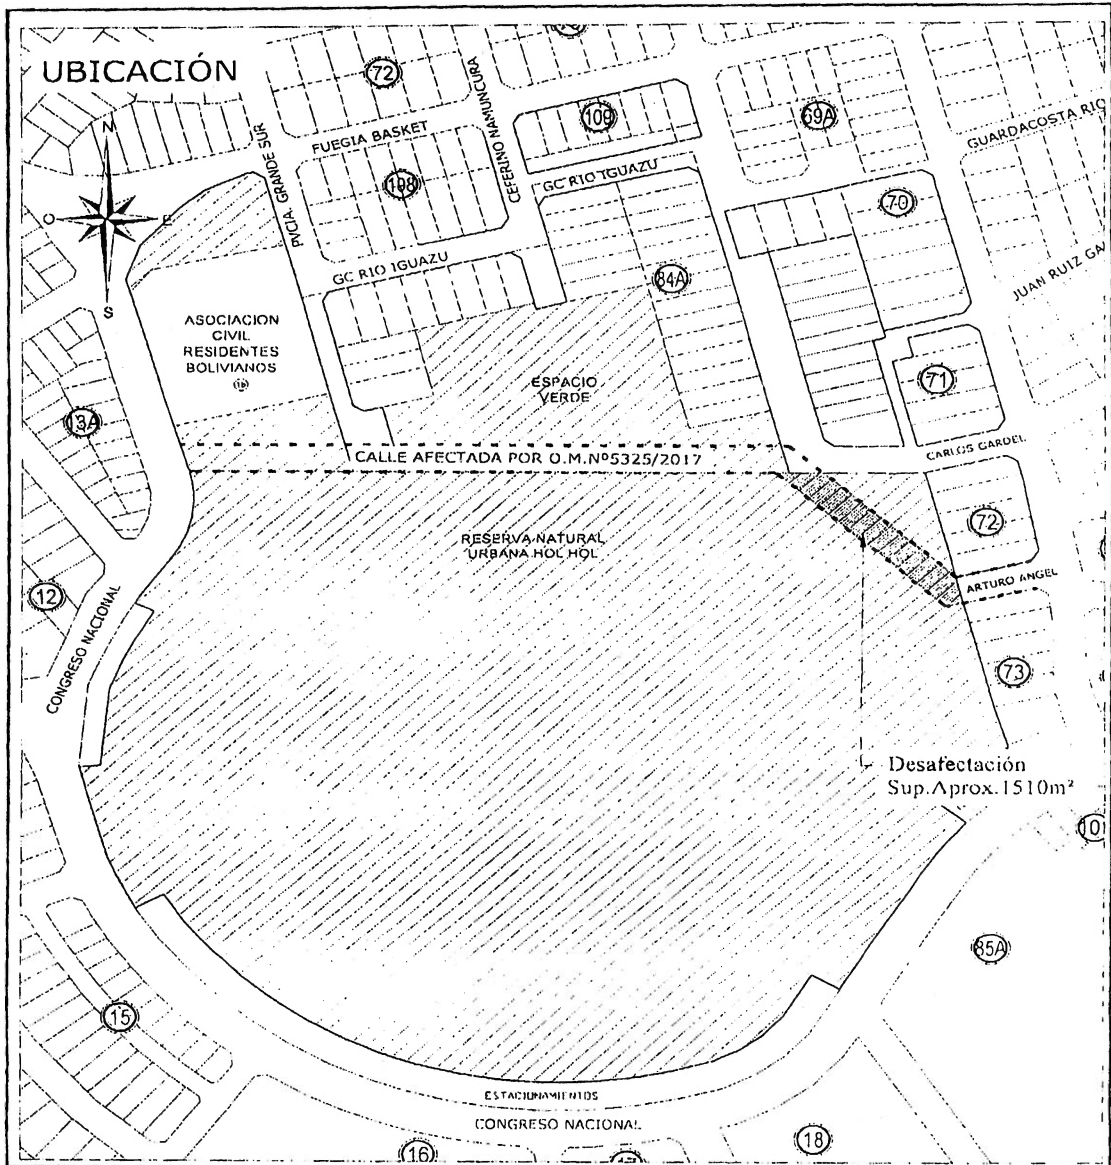 UBICACIÓN
72
FUEGIA BASKET
CEFERINO NAMUNCURA
109
69A
GUARDACOSTA RIO
N
O
E
S
PVCIA GRANDE SUR
108
GC RIO IGUAZU
70
GC RIO IGUAZU
84A
JUAN RUIZ GA
ASOCIACION
CIVIL
RESIDENTES
BOLIVIANOS
ESPACIO
VERDE
71
13A
CALLE AFECTADA POR O.M.Nº5325/2017
CARLOS GARDEL
RESERVA NATURAL
URBANA HOL HOL
72
12
ARTURO ANGEL
CONGRESO NACIONAL
73
Desafectación
Sup.Aprox.1510m²
10
85A
15
ESTACIONAMIENTOS
CONGRESO NACIONAL
16
17
18